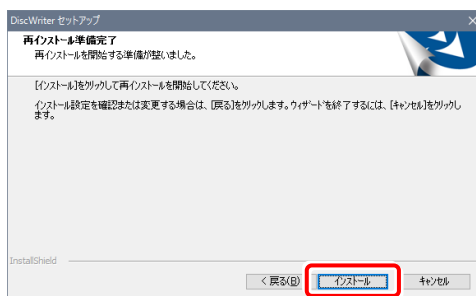 DiscWriter セットアップ
再インストール準備完了
再インストールを開始する準備が整いました。
[インストール]をクリックして再インストールを開始してください。
インストール設定を確認または変更する場合は、[戻る]をクリックします。ウィザードを終了するには、[キャンセル]をクリックし
ます。
InstallShield
< 戻る(B) インストール キャンセル